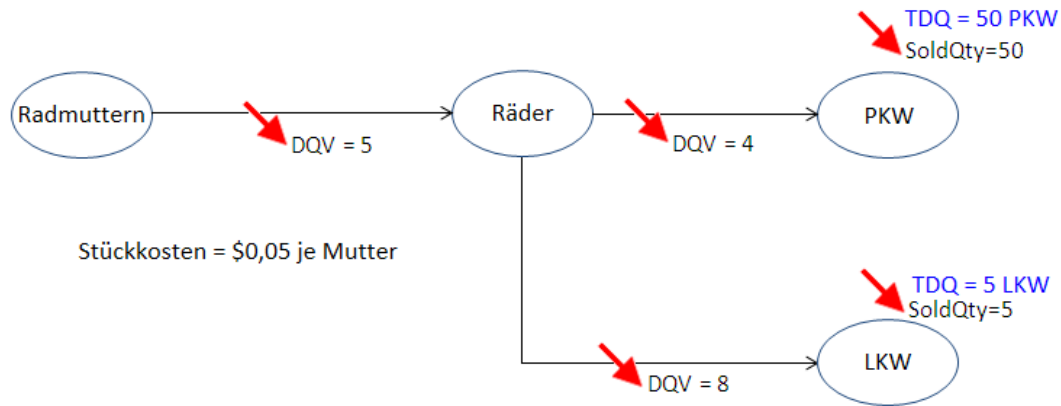 TDQ = 50 PKW
SoldQty=50
Radmuttern
Räder
PKW
DQV = 5
DQV = 4
Stückkosten = $0,05 je Mutter
TDQ = 5 LKW
SoldQty=5
LKW
DQV = 8